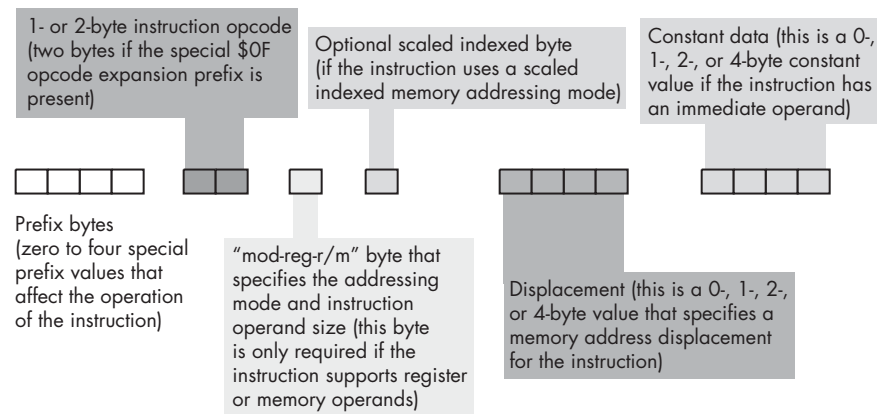 1- or 2-byte instruction opcode
(two bytes if the special $0F
opcode expansion prefix is
present)
Optional scaled indexed byte
(if the instruction uses a scaled
indexed memory addressing mode)
Constant data (this is a 0-,
1-, 2-, or 4-byte constant
value if the instruction has
an immediate operand)
Prefix bytes
(zero to four special
prefix values that
affect the operation
of the instruction)
“mod-reg-r/m” byte that
specifies the addressing
mode and instruction
operand size (this byte
is only required if the
instruction supports register
or memory operands)
Displacement (this is a 0-, 1-, 2-,
or 4-byte value that specifies a
memory address displacement
for the instruction)